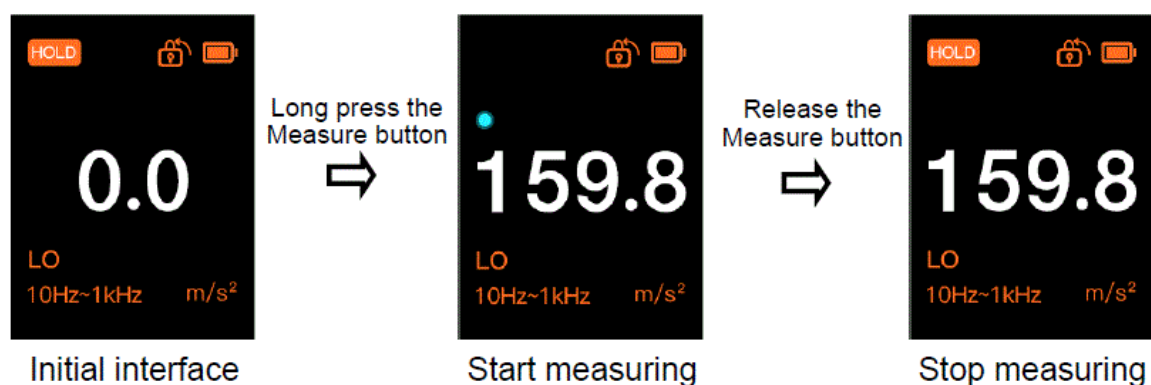 HOLD
0.0
LO
10Hz~1kHz m/s²
Initial interface
Long press the
Measure button
159.8
LO
10Hz~1kHz m/s²
Start measuring
Release the
Measure button
HOLD
159.8
LO
10Hz~1kHz m/s²
Stop measuring